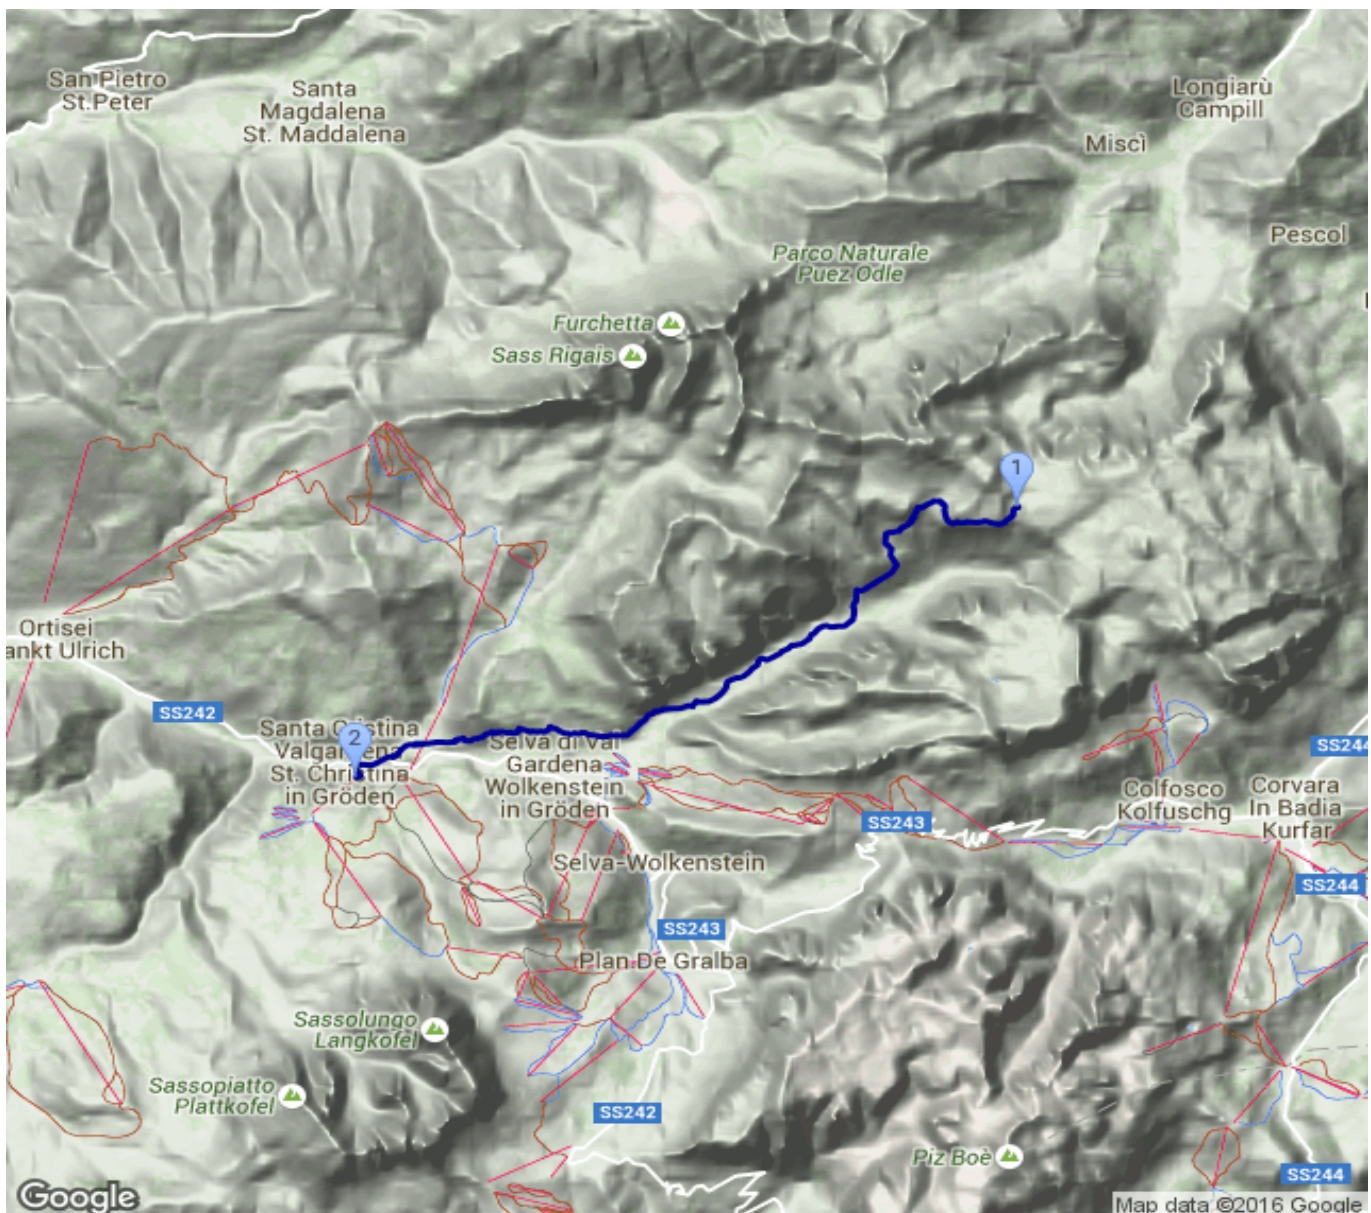 San Pietro
St.Peter
Santa
Magdalena
St. Maddalena
Longiarù
Campill
Miscì
Pescol
Parco Naturale
Puez Odle
Furchetta
Sass Rigais
1
Ortisei
ankt Ulrich
SS242
Santa Cristina
Valgardena
St. Christina
in Gröden
2
Selva di Val
Gardena
Wolkenstein
in Gröden
SS244
Colfosco
Kolfuschg
Corvara
In Badia
Kurfar
SS243
Selva-Wolkenstein
SS244
SS243
Plan De Gralba
Sassolungo
Langkofel
Sassopiatto
Plattkofel
SS242
Piz Boè
SS244
Google
Map data ©2016 Google